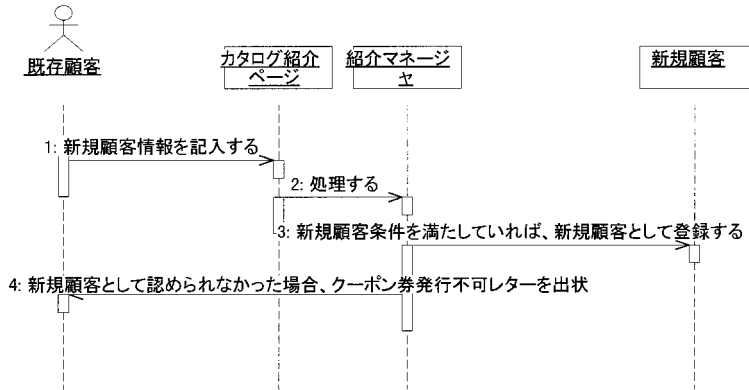 既存顧客
カタログ紹介
ページ
紹介マネージ
ャ
新規顧客
1: 新規顧客情報を記入する
2: 処理する
3: 新規顧客条件を満たしていれば、新規顧客として登録する
4: 新規顧客として認められなかった場合、クーポン券発行不可レターを出状